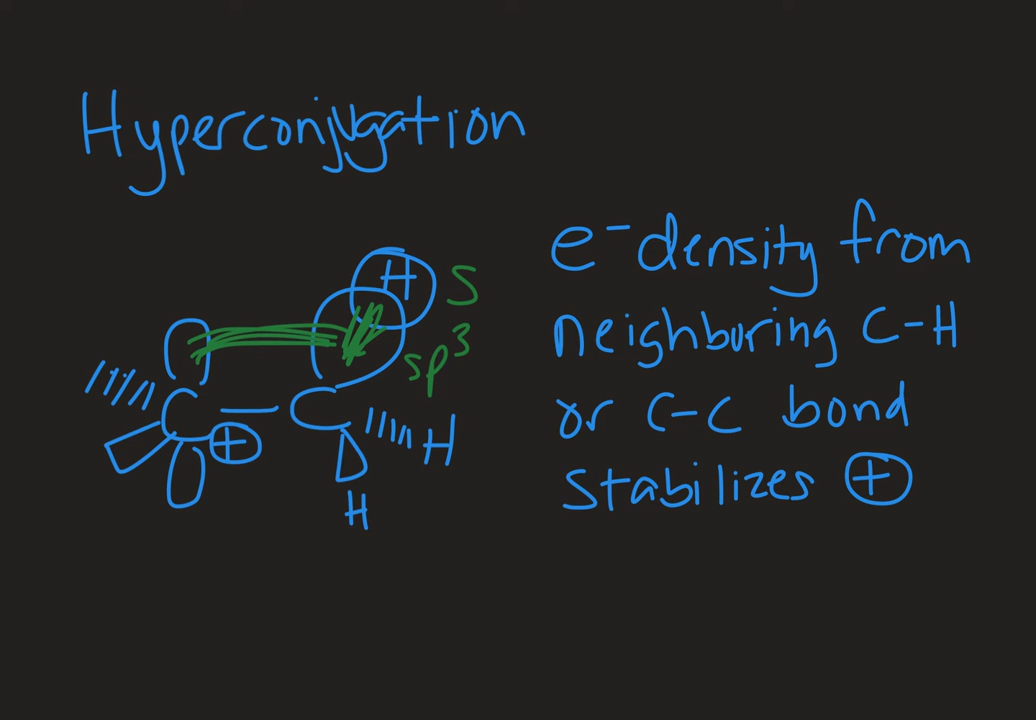 Hyperconjugation
e⁻density from
neighboring C-H
or C-C bond
stabilizes ⊕
H S
sp³
C ⊕ — C H
H